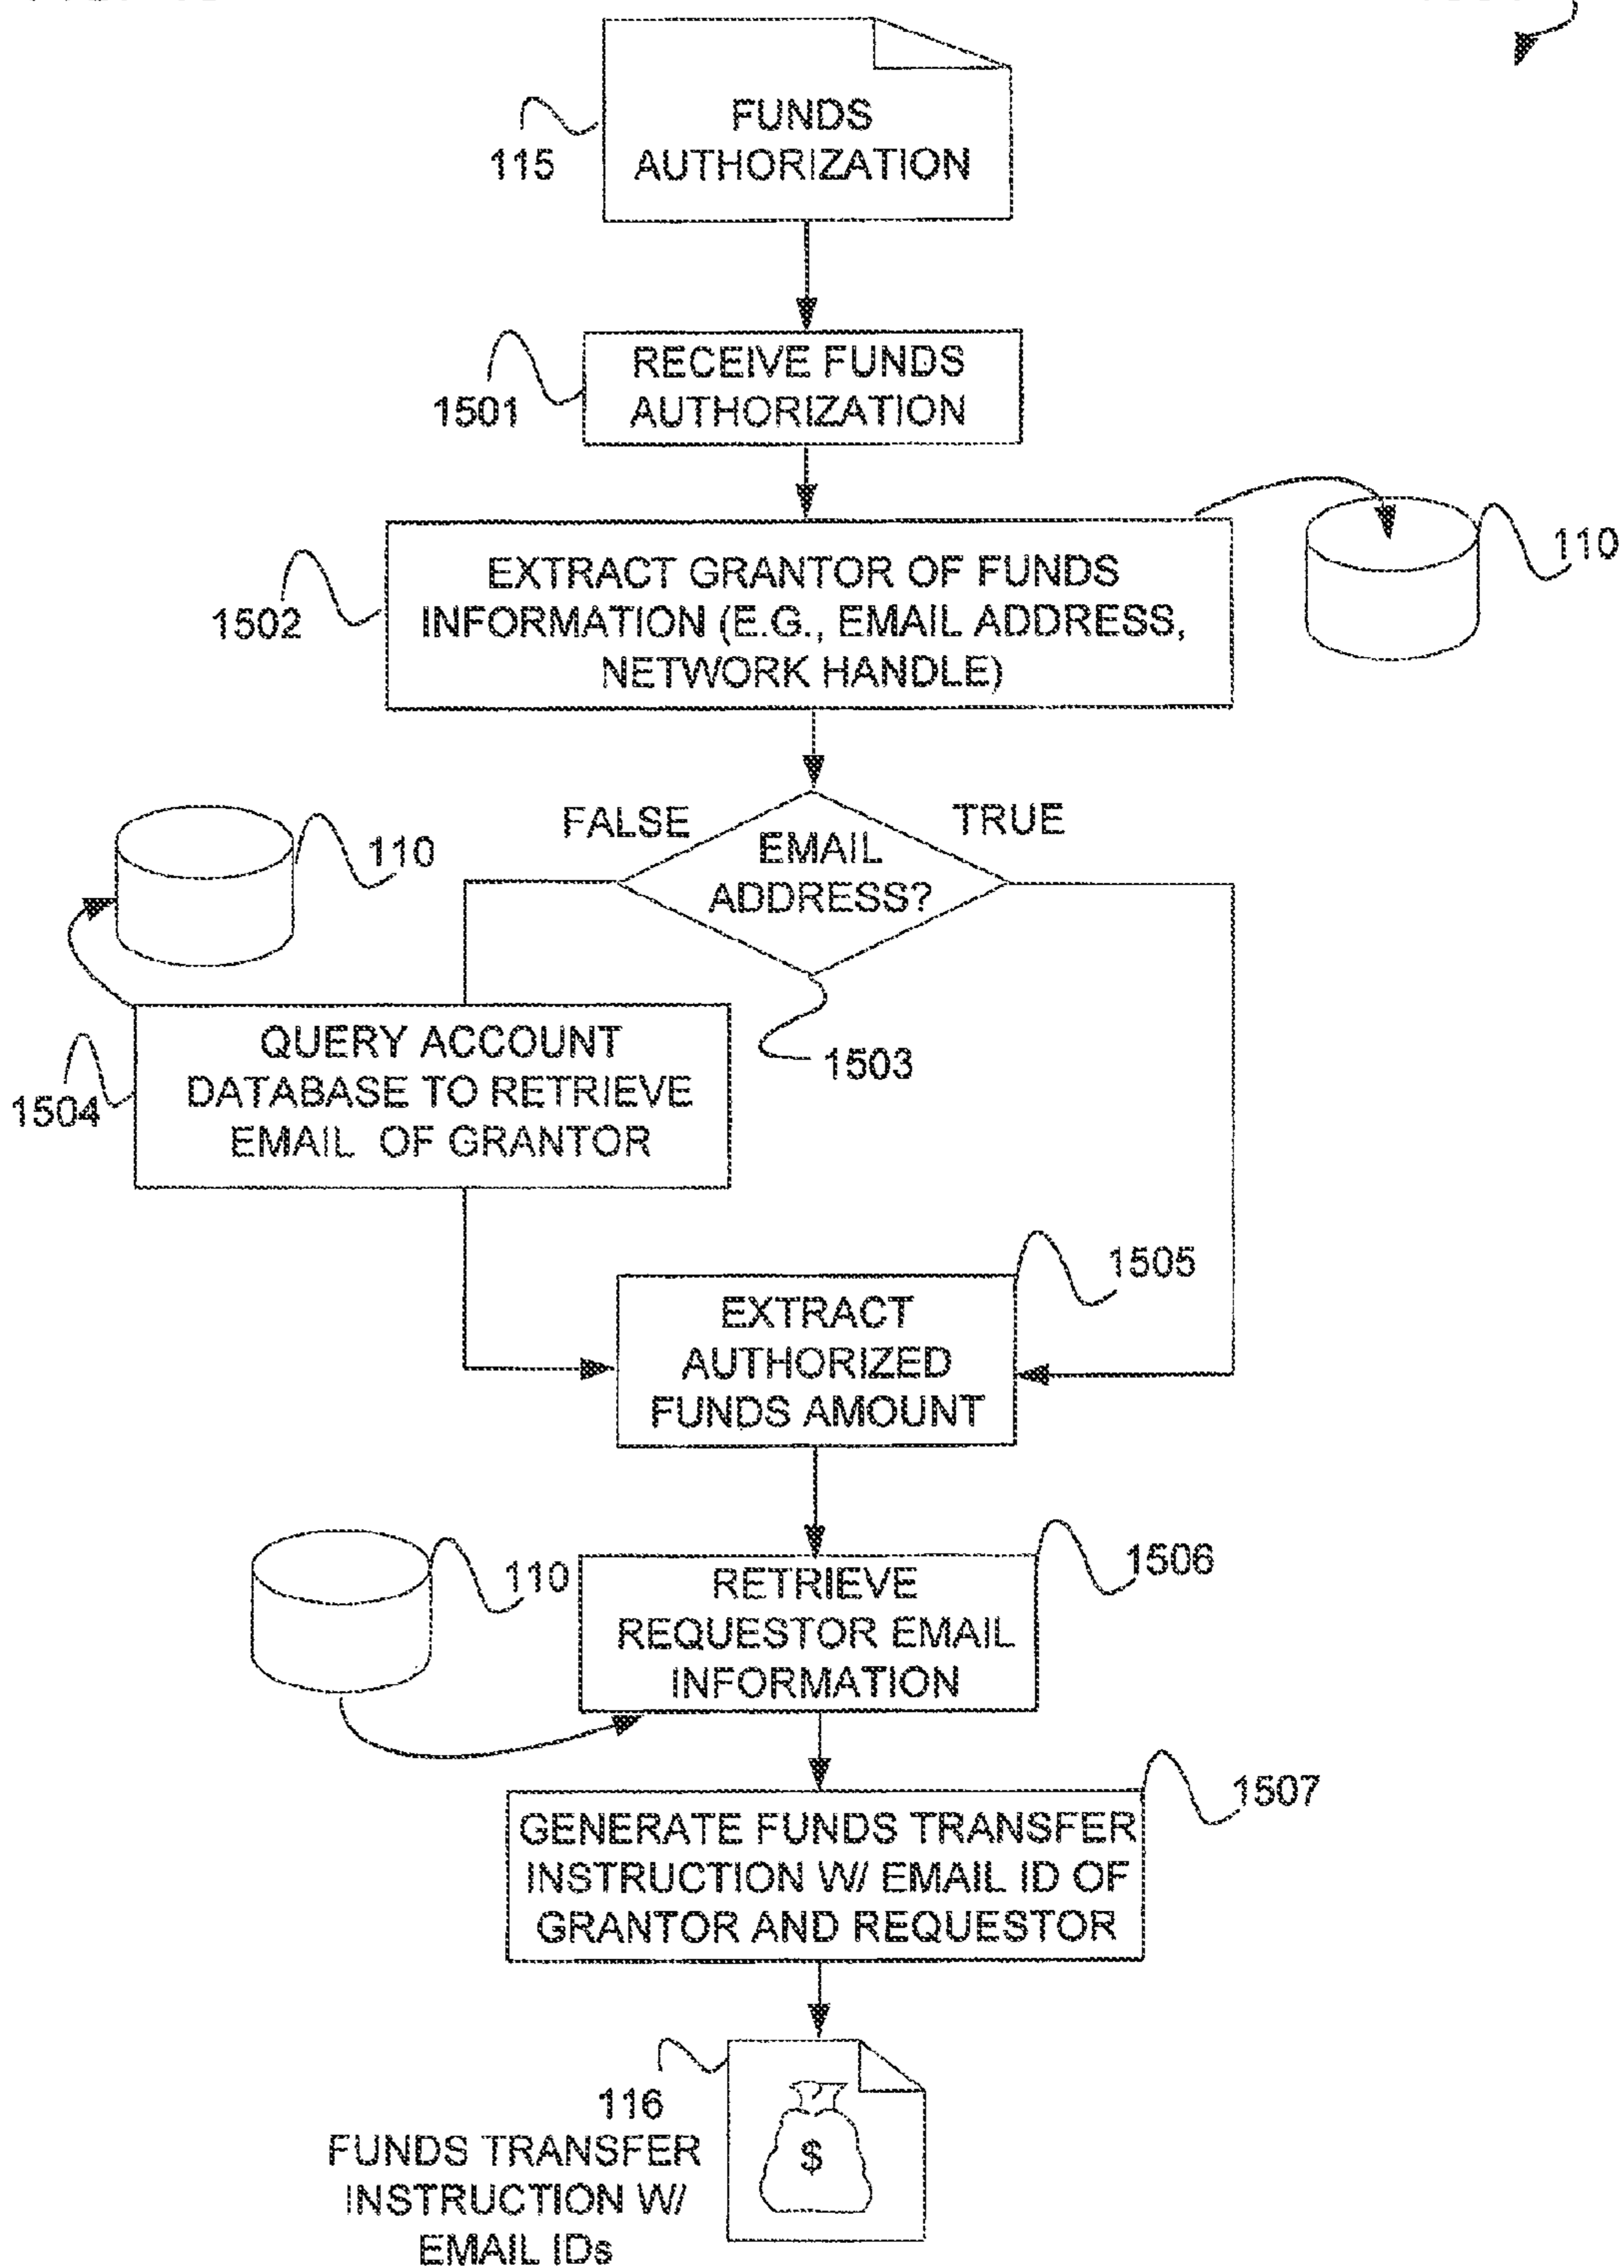 FUNDS
AUTHORIZATION
115
RECEIVE FUNDS
AUTHORIZATION
1501
EXTRACT GRANTOR OF FUNDS
INFORMATION (E.G., EMAIL ADDRESS,
NETWORK HANDLE)
1502
110
FALSE
TRUE
EMAIL
ADDRESS?
110
1503
QUERY ACCOUNT
DATABASE TO RETRIEVE
EMAIL OF GRANTOR
1504
1505
EXTRACT
AUTHORIZED
FUNDS AMOUNT
110
1506
RETRIEVE
REQUESTOR EMAIL
INFORMATION
1507
GENERATE FUNDS TRANSFER
INSTRUCTION W/ EMAIL ID OF
GRANTOR AND REQUESTOR
116
$
FUNDS TRANSFER
INSTRUCTION W/
EMAIL IDs